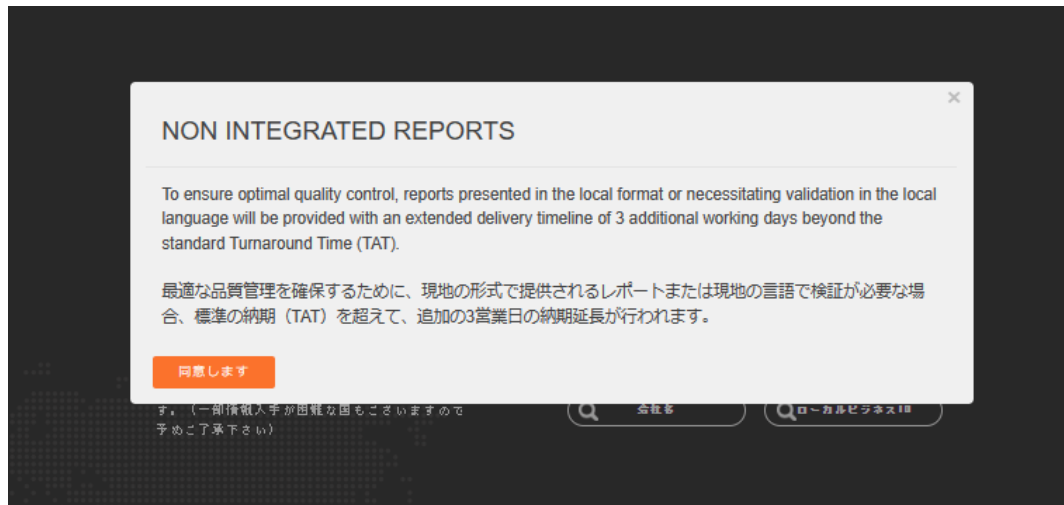 ×
NON INTEGRATED REPORTS
To ensure optimal quality control, reports presented in the local format or necessitating validation in the local
language will be provided with an extended delivery timeline of 3 additional working days beyond the
standard Turnaround Time (TAT).
最適な品質管理を確保するために、現地の形式で提供されるレポートまたは現地の言語で検証が必要な場
合、標準の納期（TAT）を超えて、追加の3営業日の納期延長が行われます。
同意します
す。（一部情報入手が困難な国もございますので
予めご了承下さい）
会社名
ローカルビジネスID